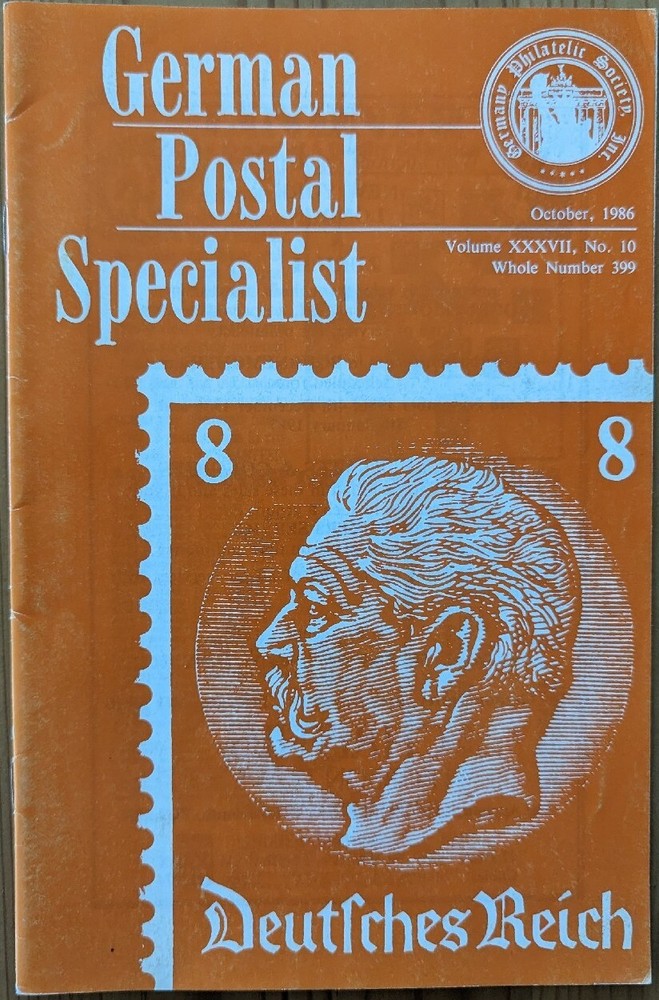 German
Postal
Specialist
Germany Philatelic Society, Inc.
October, 1986
Volume XXXVII, No. 10
Whole Number 399
8 8
Deutſches Reich